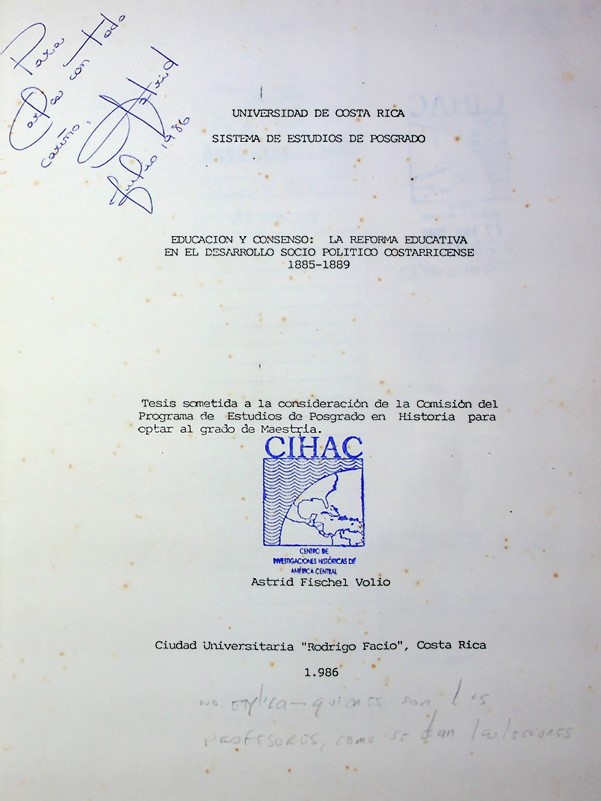 Para
Carlos con todo
cariño,
Astrid
Julio 1986
UNIVERSIDAD DE COSTA RICA
SISTEMA DE ESTUDIOS DE POSGRADO
EDUCACION Y CONSENSO: LA REFORMA EDUCATIVA
EN EL DESARROLLO SOCIO POLITICO COSTARRICENSE
1885-1889
Tesis sometida a la consideración de la Comisión del
Programa de Estudios de Posgrado en Historia para
optar al grado de Maestría.
CIHAC
CENTRO DE
INVESTIGACIONES HISTÓRICAS DE
AMÉRICA CENTRAL
Astrid Fischel Volio
Ciudad Universitaria "Rodrigo Facio", Costa Rica
1.986
no explica quienes son los
PROFESORES, como se dan las lecciones